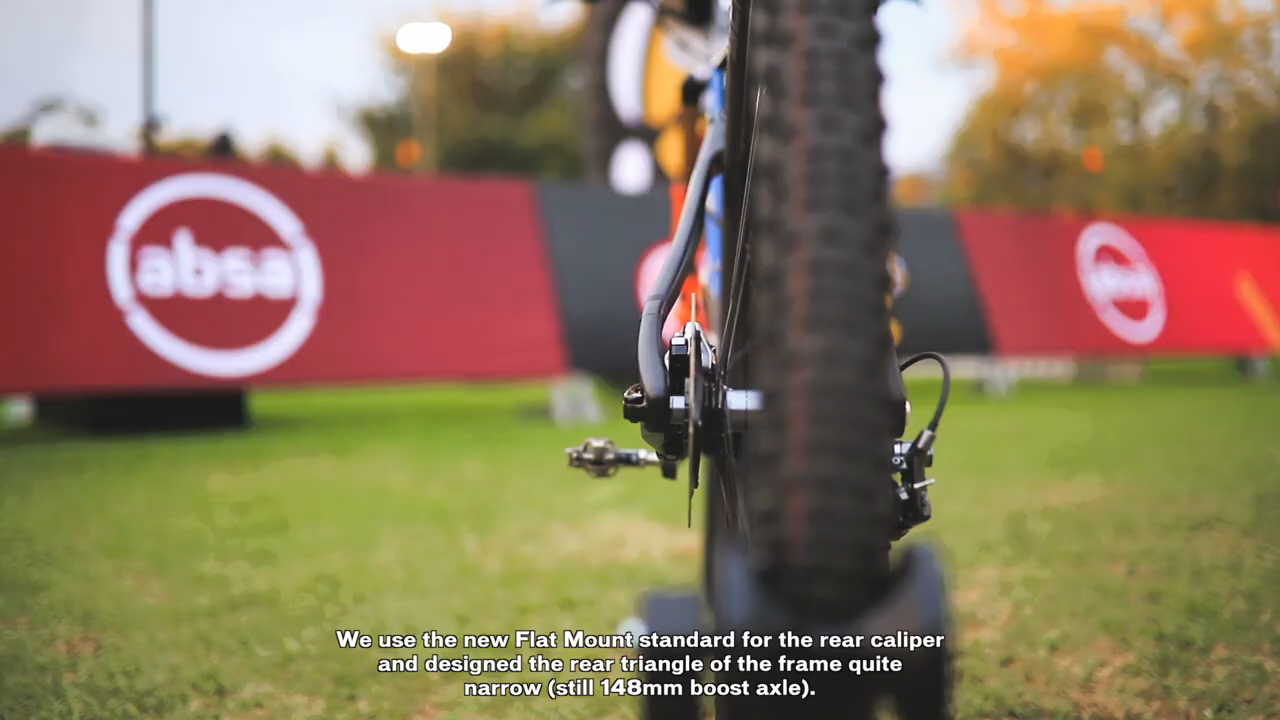 absa
absa
We use the new Flat Mount standard for the rear caliper
and designed the rear triangle of the frame quite
narrow (still 148mm boost axle).